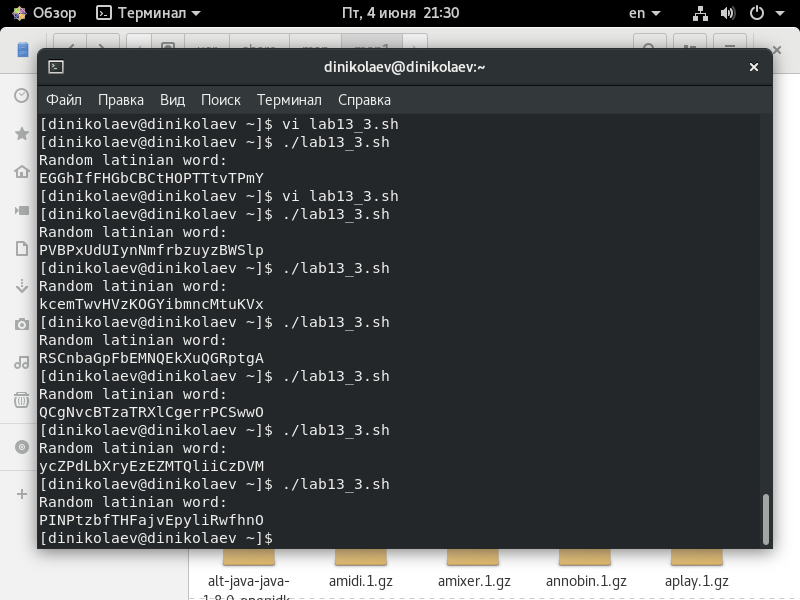 Обзор
Терминал
Пт, 4 июня 21:30
en
dinikolaev@dinikolaev:~
Файл Правка Вид Поиск Терминал Справка
[dinikolaev@dinikolaev ~]$ vi lab13_3.sh
[dinikolaev@dinikolaev ~]$ ./lab13_3.sh
Random latinian word:
EGGhIfFHGbCBCtHOPTTtvTPmY
[dinikolaev@dinikolaev ~]$ vi lab13_3.sh
[dinikolaev@dinikolaev ~]$ ./lab13_3.sh
Random latinian word:
PVBPxUdUIynNmfrbzuyzBWSlp
[dinikolaev@dinikolaev ~]$ ./lab13_3.sh
Random latinian word:
kcemTwvHVzKOGYibmncMtuKVx
[dinikolaev@dinikolaev ~]$ ./lab13_3.sh
Random latinian word:
RSCnbaGpFbEMNQEkXuQGRptgA
[dinikolaev@dinikolaev ~]$ ./lab13_3.sh
Random latinian word:
QCgNvcBTzaTRXlCgerrPCSwwO
[dinikolaev@dinikolaev ~]$ ./lab13_3.sh
Random latinian word:
ycZPdLbXryEzEZMTQliiCzDVM
[dinikolaev@dinikolaev ~]$ ./lab13_3.sh
Random latinian word:
PINPtzbfTHFajvEpyliRwfhnO
[dinikolaev@dinikolaev ~]$
alt-java-java- amidi.1.gz amixer.1.gz annobin.1.gz aplay.1.gz